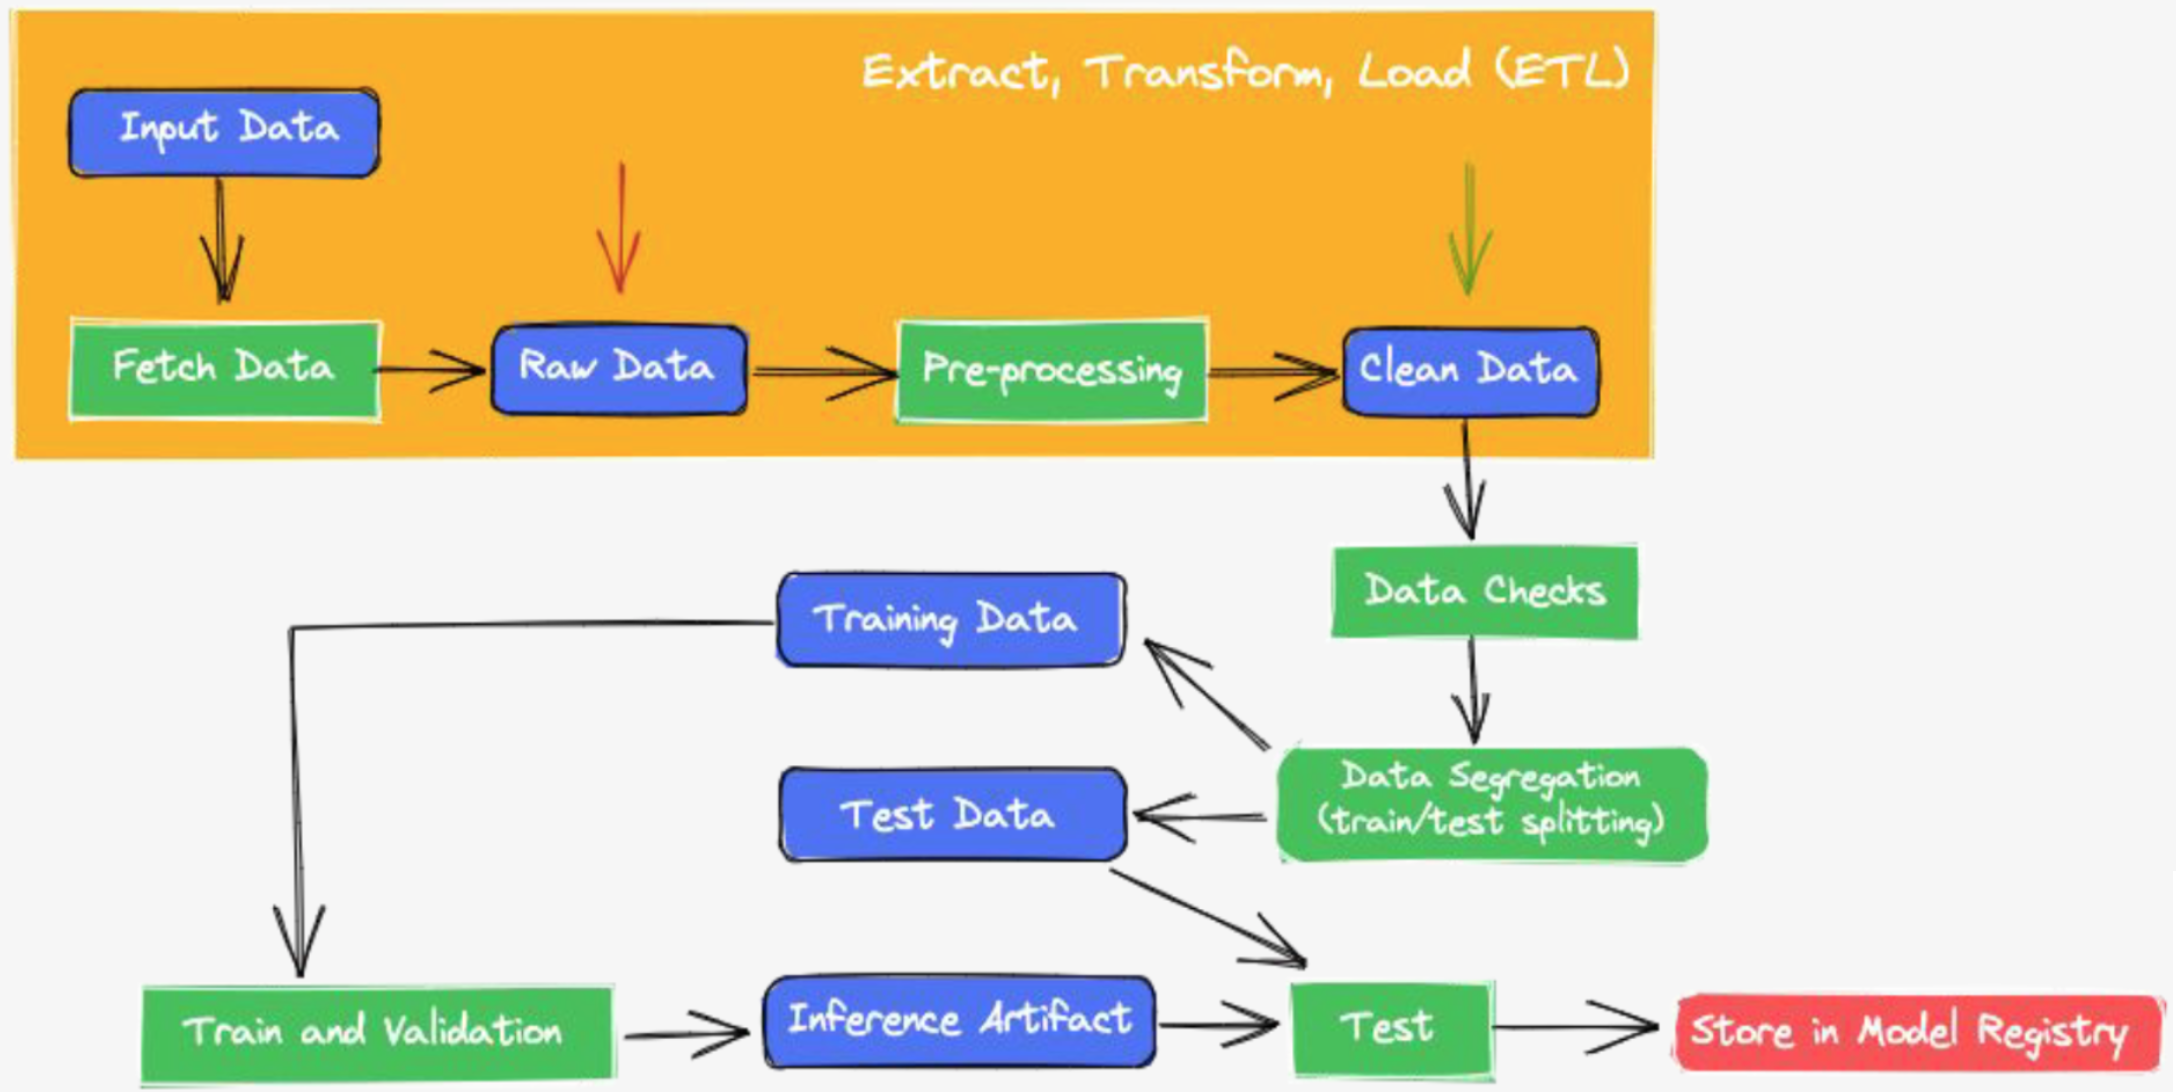 Extract, Transform, Load (ETL)
Input Data
Fetch Data
Raw Data
Pre-processing
Clean Data
Data Checks
Training Data
Data Segregation
(train/test splitting)
Test Data
Train and Validation
Inference Artifact
Test
Store in Model Registry